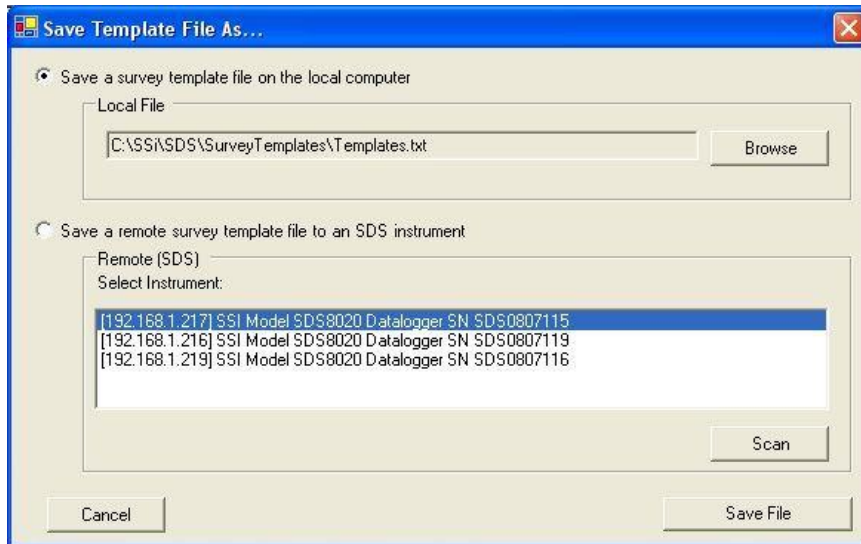 Save Template File As...
Save a survey template file on the local computer
Local File
C:\SSi\SDS\SurveyTemplates\Templates.txt
Browse
Save a remote survey template file to an SDS instrument
Remote (SDS)
Select Instrument:
[192.168.1.217] SSI Model SDS8020 Datalogger SN SDS0807115
[192.168.1.216] SSI Model SDS8020 Datalogger SN SDS0807119
[192.168.1.219] SSI Model SDS8020 Datalogger SN SDS0807116
Scan
Cancel
Save File